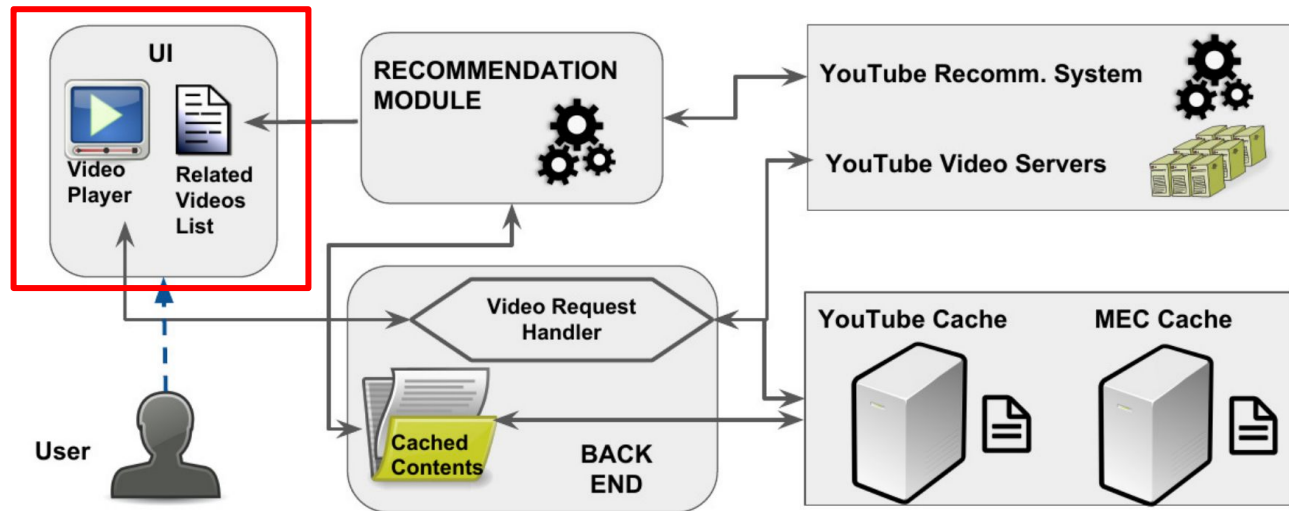 UI
Video
Player
Related
Videos
List
RECOMMENDATION
MODULE
YouTube Recomm. System
YouTube Video Servers
Video Request
Handler
Cached
Contents
BACK
END
YouTube Cache
MEC Cache
User